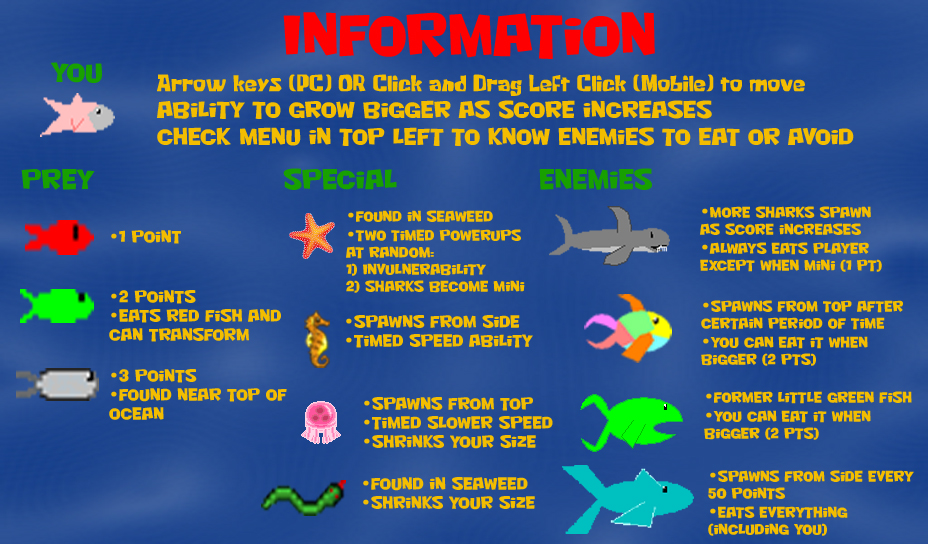 INFORMATION
YOU
Arrow keys (PC) OR Click and Drag Left Click (Mobile) to move
ABILITY TO GROW BIGGER AS SCORE INCREASES
CHECK MENU IN TOP LEFT TO KNOW ENEMIES TO EAT OR AVOID
PREY
•1 POINT
•2 POINTS
•EATS RED FISH AND
CAN TRANSFORM
•3 POINTS
•FOUND NEAR TOP OF
OCEAN
SPECIAL
•FOUND IN SEAWEED
•TWO TIMED POWERUPS
AT RANDOM:
1) INVULNERABILITY
2) SHARKS BECOME MINI
•SPAWNS FROM SIDE
•TIMED SPEED ABILITY
•SPAWNS FROM TOP
•TIMED SLOWER SPEED
•SHRINKS YOUR SIZE
•FOUND IN SEAWEED
•SHRINKS YOUR SIZE
ENEMIES
•MORE SHARKS SPAWN
AS SCORE INCREASES
•ALWAYS EATS PLAYER
EXCEPT WHEN MINI (1 PT)
•SPAWNS FROM TOP AFTER
CERTAIN PERIOD OF TIME
•YOU CAN EAT IT WHEN
BIGGER (2 PTS)
•FORMER LITTLE GREEN FISH
•YOU CAN EAT IT WHEN
BIGGER (2 PTS)
•SPAWNS FROM SIDE EVERY
50 POINTS
•EATS EVERYTHING
(INCLUDING YOU)